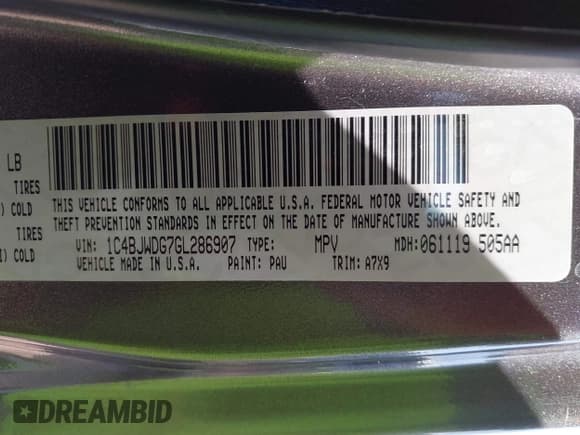 LB
TIRES
) COLD
TIRES
I) COLD
THIS VEHICLE CONFORMS TO ALL APPLICABLE U.S.A. FEDERAL MOTOR VEHICLE SAFETY AND
THEFT PREVENTION STANDARDS IN EFFECT ON THE DATE OF MANUFACTURE SHOWN ABOVE.
VIN: 1C4BJWDG7GL286907 TYPE: MPV MDH: 061119 505AA
VEHICLE MADE IN U.S.A. PAINT: PAU TRIM: A7X9
DREAMBID